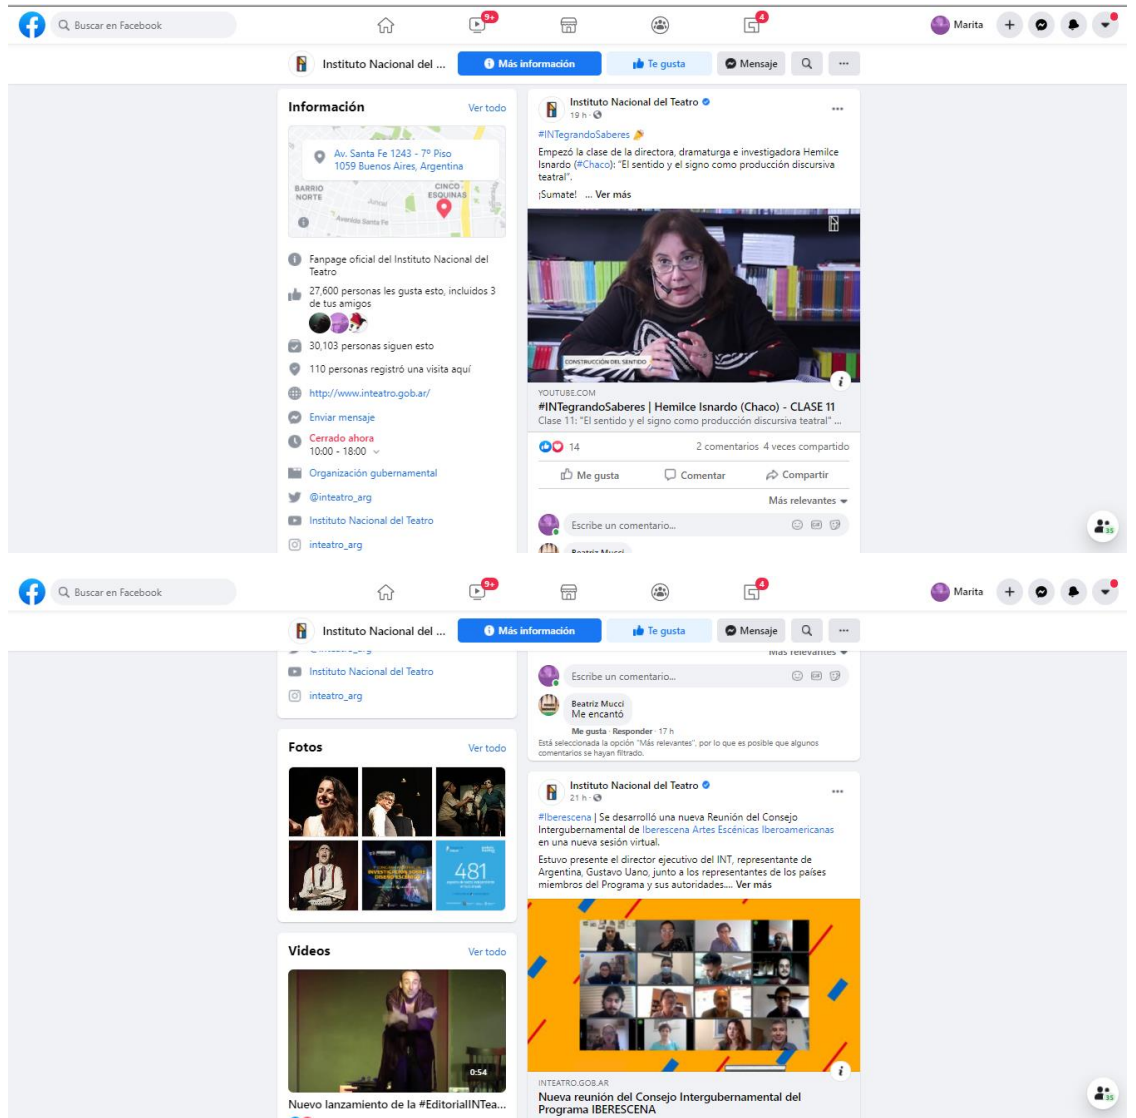 Buscar en Facebook
9+
4
Marita
Instituto Nacional del ...
Más información
Te gusta
Mensaje
Información
Ver todo
Av. Santa Fe 1243 - 7º Piso
1059 Buenos Aires, Argentina
BARRIO
NORTE
CINCO
ESQUINAS
Juncal
Avenida Santa Fe
Fanpage oficial del Instituto Nacional del
Teatro
27,600 personas les gusta esto, incluidos 3
de tus amigos
30,103 personas siguen esto
110 personas registró una visita aquí
http://www.inteatro.gob.ar/
Enviar mensaje
Cerrado ahora
10:00 - 18:00
Organización gubernamental
@inteatro_arg
Instituto Nacional del Teatro
inteatro_arg
Instituto Nacional del Teatro
19 h ·
#INTegrandoSaberes
Empezó la clase de la directora, dramaturga e investigadora Hemilce
Isnardo (#Chaco): "El sentido y el signo como producción discursiva
teatral".
¡Sumate! ... Ver más
CONSTRUCCIÓN DEL SENTIDO
YOUTUBE.COM
#INTegrandoSaberes | Hemilce Isnardo (Chaco) - CLASE 11
Clase 11: "El sentido y el signo como producción discursiva teatral" ...
14
2 comentarios 4 veces compartido
Me gusta
Comentar
Compartir
Más relevantes
Escribe un comentario...
GIF
Beatriz Mucci
35
Buscar en Facebook
9+
4
Marita
Instituto Nacional del ...
Más información
Te gusta
Mensaje
@inteatro_arg
Instituto Nacional del Teatro
inteatro_arg
Fotos
Ver todo
481
Videos
Ver todo
0:54
Nuevo lanzamiento de la #EditorialINTea...
Más relevantes
Escribe un comentario...
GIF
Beatriz Mucci
Me encantó
Me gusta · Responder · 17 h
Está seleccionada la opción "Más relevantes", por lo que es posible que algunos
comentarios se hayan filtrado.
Instituto Nacional del Teatro
21 h ·
#Iberescena | Se desarrolló una nueva Reunión del Consejo
Intergubernamental de Iberescena Artes Escénicas Iberoamericanas
en una nueva sesión virtual.
Estuvo presente el director ejecutivo del INT, representante de
Argentina, Gustavo Uano, junto a los representantes de los países
miembros del Programa y sus autoridades.... Ver más
INTEATRO.GOB.AR
Nueva reunión del Consejo Intergubernamental del
Programa IBERESCENA
35